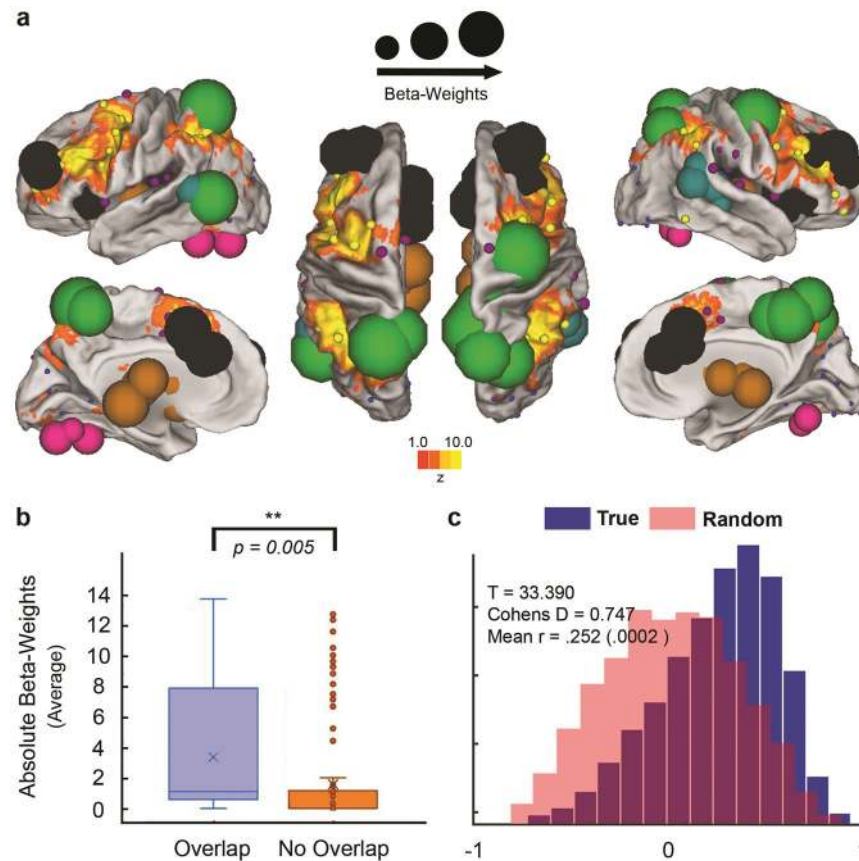 a
Beta-Weights
1.0 10.0
z
b
**
p = 0.005
Absolute Beta-Weights
(Average)
14
12
10
8
6
4
2
0
Overlap No Overlap
c
True Random
T = 33.390
Cohens D = 0.747
Mean r = .252 (.0002 )
-1 0